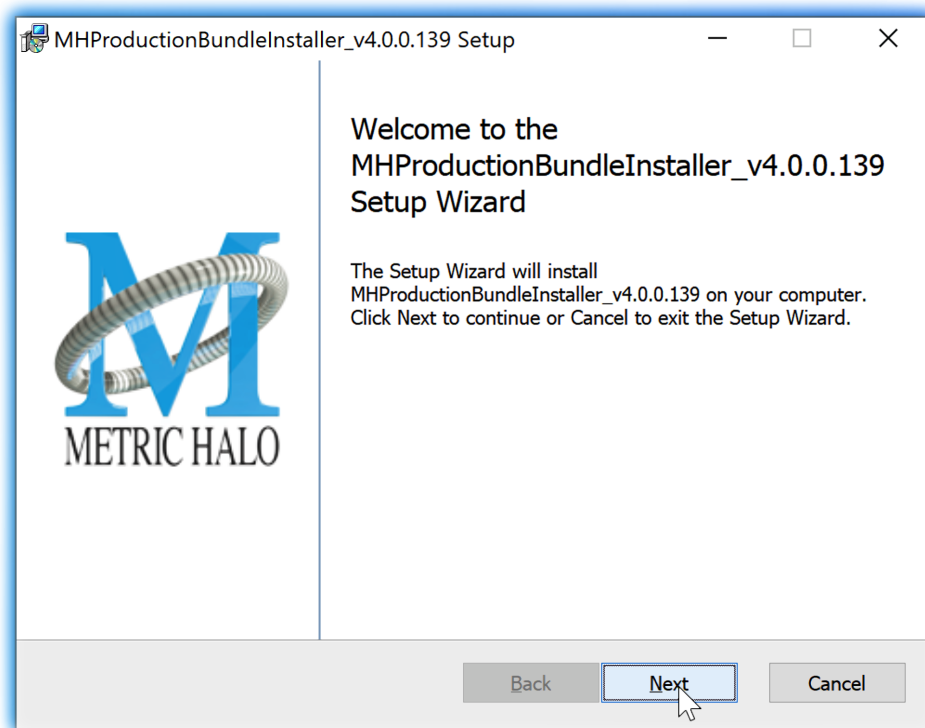 MHProductionBundleInstaller_v4.0.0.139 Setup
Welcome to the
MHProductionBundleInstaller_v4.0.0.139
Setup Wizard
The Setup Wizard will install
MHProductionBundleInstaller_v4.0.0.139 on your computer.
Click Next to continue or Cancel to exit the Setup Wizard.
M
METRIC HALO
Back
Next
Cancel